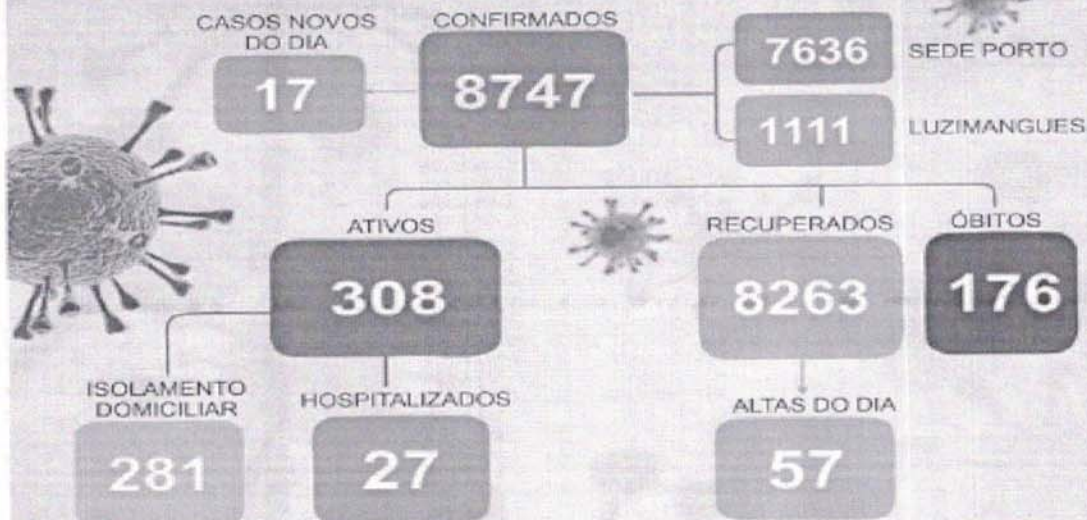 CASOS NOVOS
DO DIA
17
CONFIRMADOS
8747
7636
SEDE PORTO
1111
LUZIMANGUES
ATIVOS
308
RECUPERADOS
8263
ÓBITOS
176
ISOLAMENTO
DOMICILIAR
281
HOSPITALIZADOS
27
ALTAS DO DIA
57